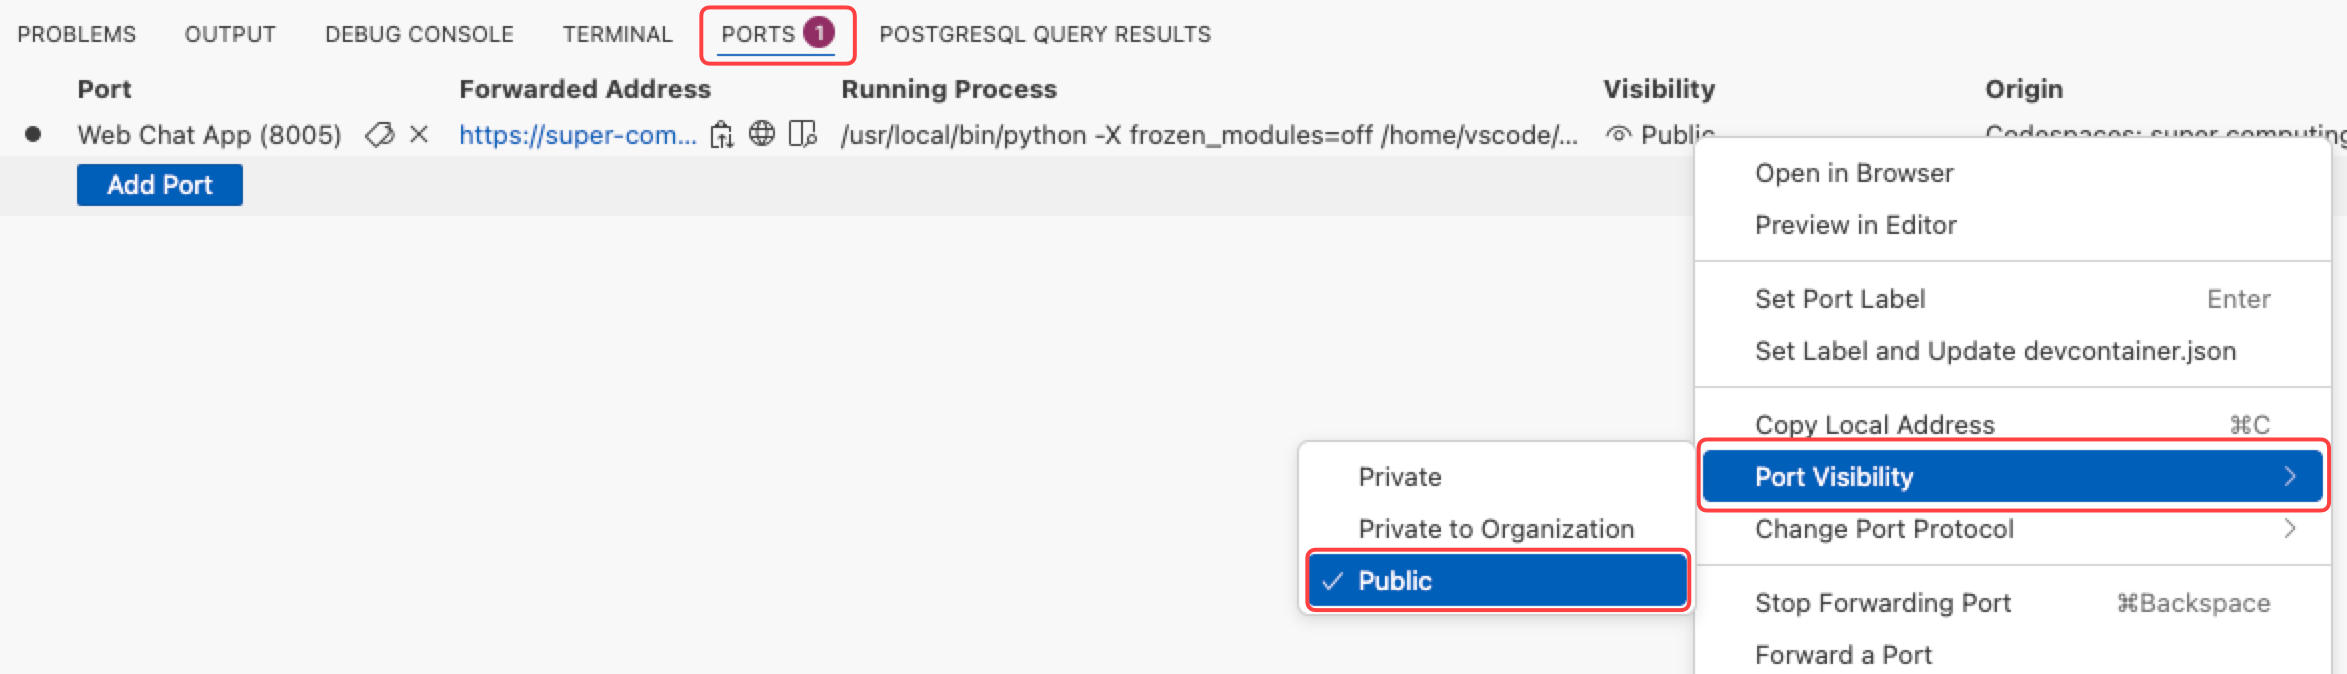 PROBLEMS OUTPUT DEBUG CONSOLE TERMINAL PORTS 1 POSTGRESQL QUERY RESULTS
Port Forwarded Address Running Process Visibility Origin
Web Chat App (8005) https://super-com... /usr/local/bin/python -X frozen_modules=off /home/vscode/... Public Codespaces: super computing
Add Port
Open in Browser
Preview in Editor
Set Port Label Enter
Set Label and Update devcontainer.json
Copy Local Address ⌘C
Port Visibility
Change Port Protocol
Stop Forwarding Port ⌘Backspace
Forward a Port
Private
Private to Organization
✓ Public